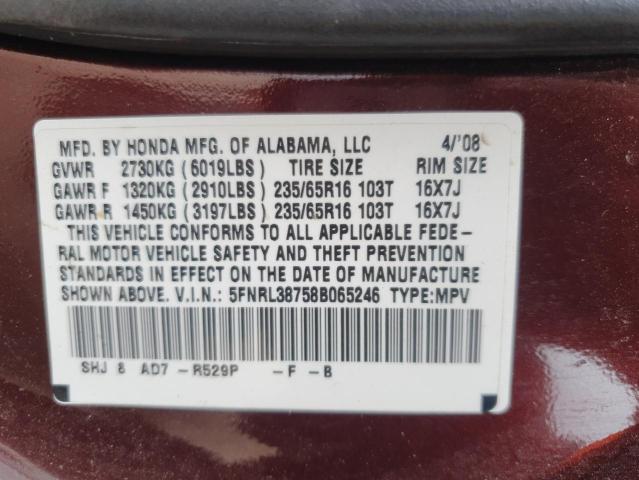 MFD. BY HONDA MFG. OF ALABAMA, LLC 4/'08
GVWR 2730KG (6019LBS) TIRE SIZE RIM SIZE
GAWR F 1320KG (2910LBS) 235/65R16 103T 16X7J
GAWR R 1450KG (3197LBS) 235/65R16 103T 16X7J
THIS VEHICLE CONFORMS TO ALL APPLICABLE FEDE-
RAL MOTOR VEHICLE SAFETY AND THEFT PREVENTION
STANDARDS IN EFFECT ON THE DATE OF MANUFACTURE
SHOWN ABOVE. V.I.N.: 5FNRL38758B065246 TYPE:MPV
SHJ 8 AD7 -R529P -F -B